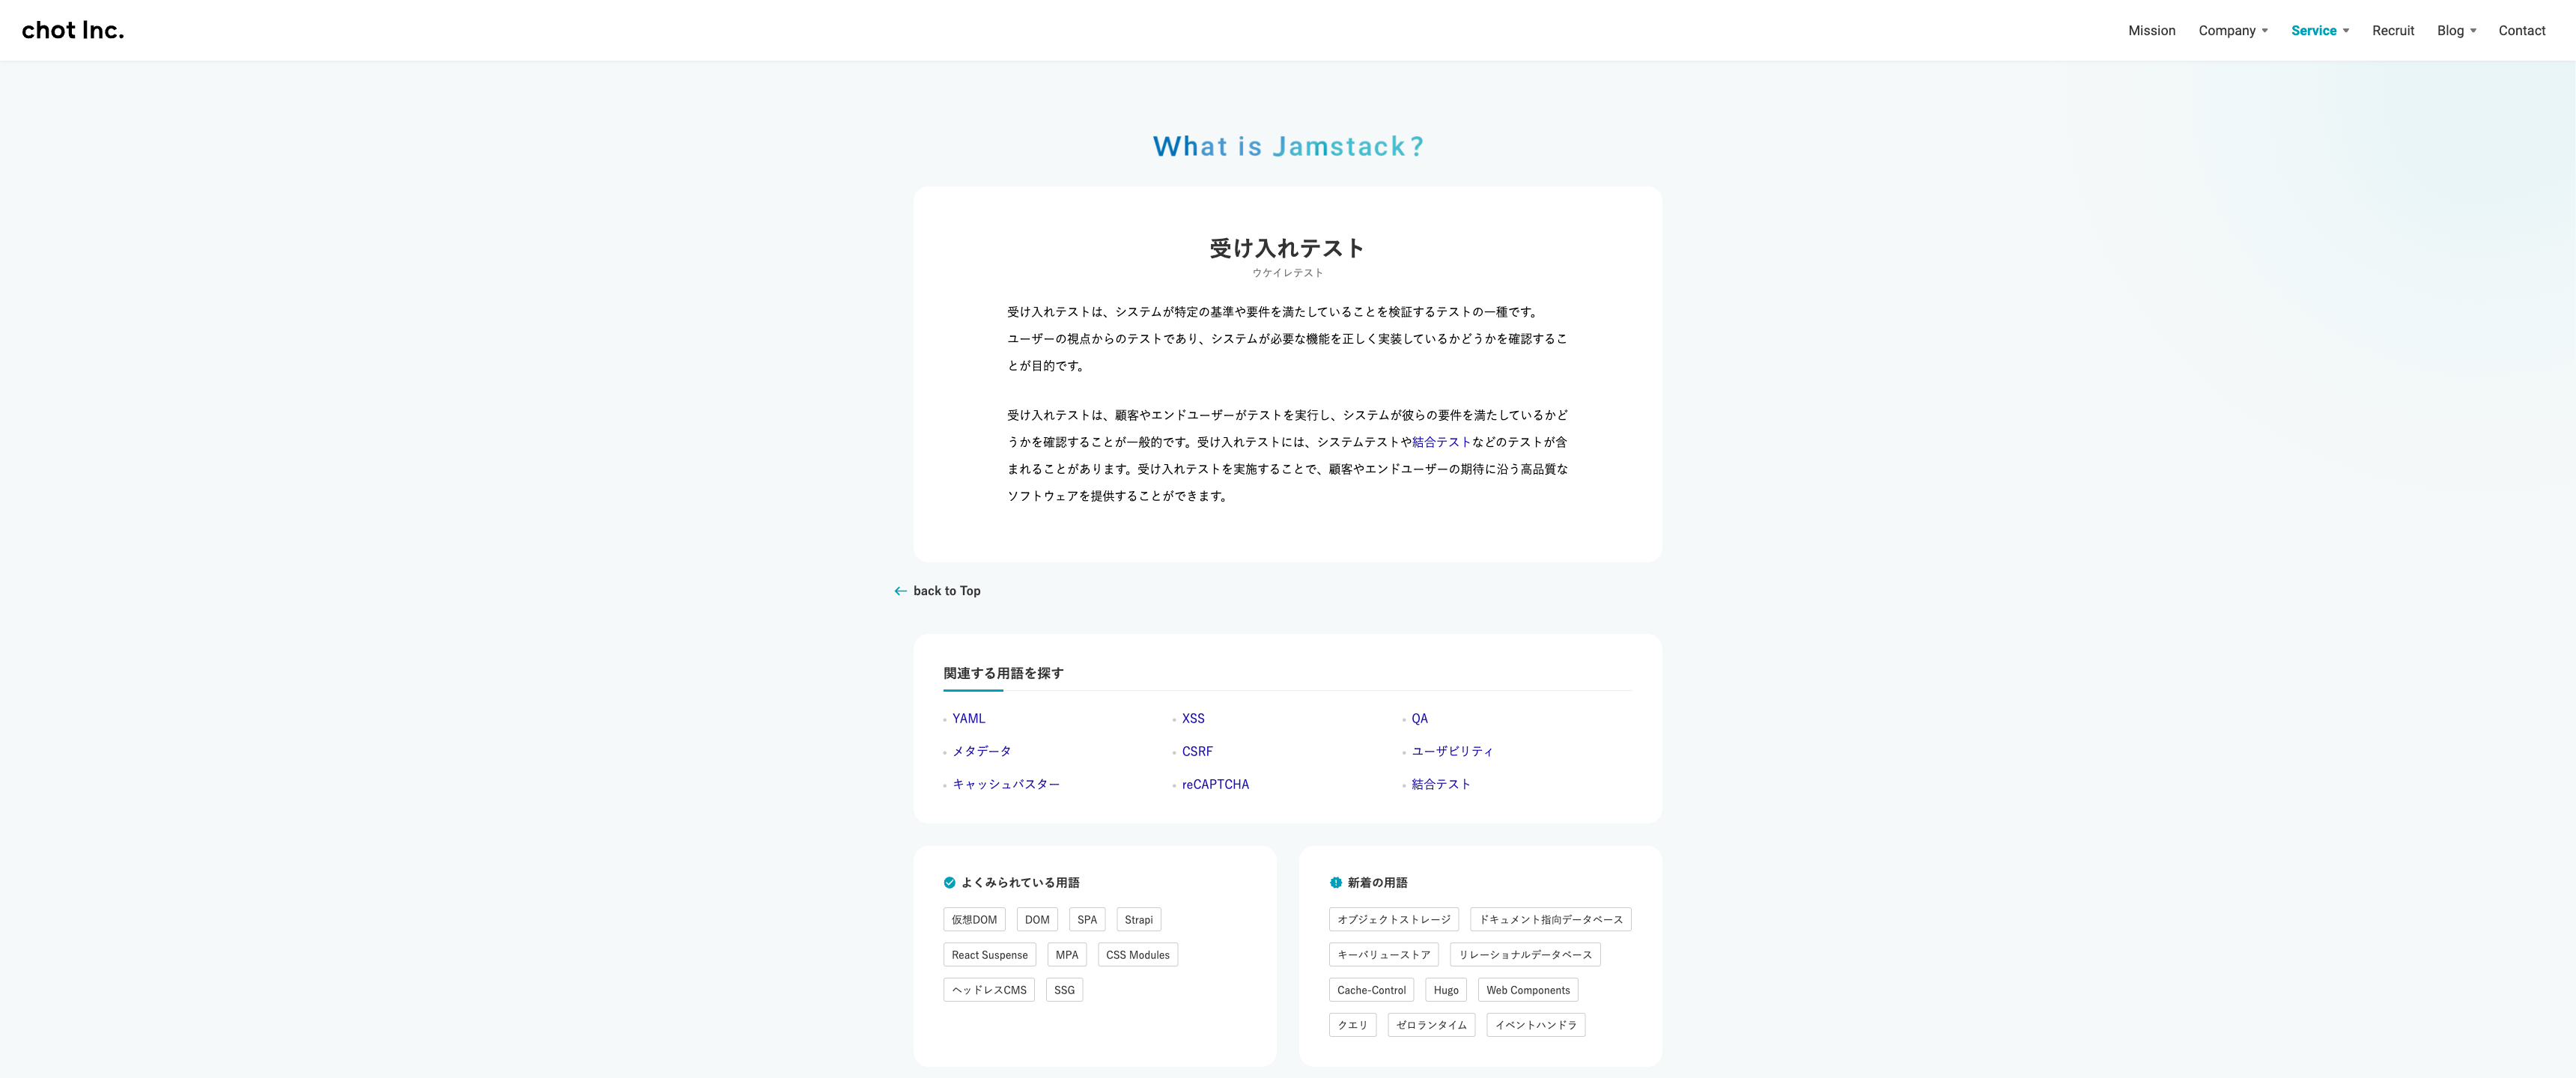 chot Inc.
Mission Company Service Recruit Blog Contact
What is Jamstack?
受け入れテスト
ウケイレテスト
受け入れテストは、システムが特定の基準や要件を満たしていることを検証するテストの一種です。
ユーザーの視点からのテストであり、システムが必要な機能を正しく実装しているかどうかを確認するこ
とが目的です。
受け入れテストは、顧客やエンドユーザーがテストを実行し、システムが彼らの要件を満たしているかど
うかを確認することが一般的です。受け入れテストには、システムテストや結合テストなどのテストが含
まれることがあります。受け入れテストを実施することで、顧客やエンドユーザーの期待に沿う高品質な
ソフトウェアを提供することができます。
back to Top
関連する用語を探す
YAML XSS QA
メタデータ CSRF ユーザビリティ
キャッシュバスター reCAPTCHA 結合テスト
よくみられている用語
仮想DOM DOM SPA Strapi
React Suspense MPA CSS Modules
ヘッドレスCMS SSG
新着の用語
オブジェクトストレージ ドキュメント指向データベース
キーバリューストア リレーショナルデータベース
Cache-Control Hugo Web Components
クエリ ゼロランタイム イベントハンドラ